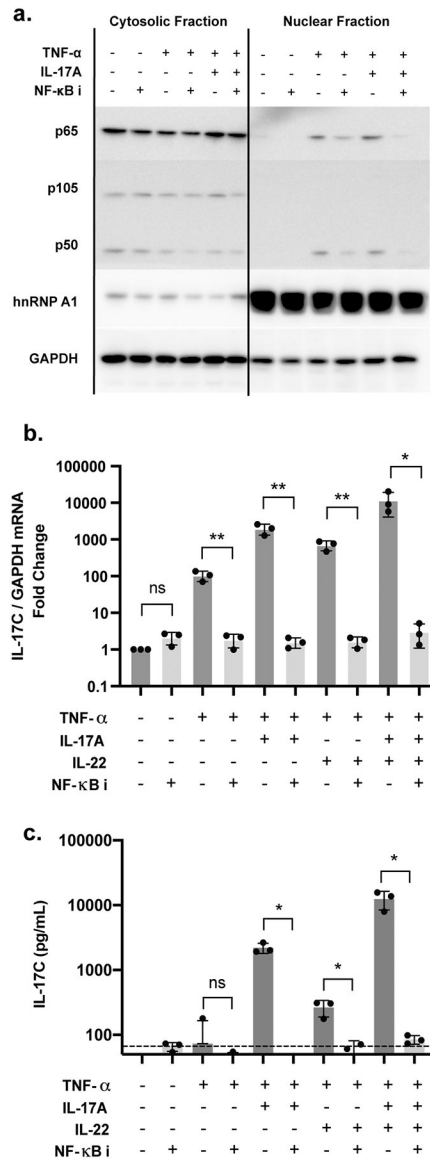 a.
Cytosolic Fraction Nuclear Fraction
TNF-α - - + + + + - - + + + +
IL-17A - - - - + + - - - - + +
NF-κB i - + - + - + - + - + - +
p65
p105
p50
hnRNP A1
GAPDH
b.
IL-17C / GAPDH mRNA
Fold Change
100000
10000
1000
100
10
1
0.1
ns ** ** ** *
TNF-α - - + + + + + + + +
IL-17A - - - - + + - - + +
IL-22 - - - - - - + + + +
NF-κB i - + - + - + - + - +
c.
IL-17C (pg/mL)
100000
10000
1000
100
ns * * *
TNF-α - - + + + + + + + +
IL-17A - - - - + + - - + +
IL-22 - - - - - - + + + +
NF-κB i - + - + - + - + - +